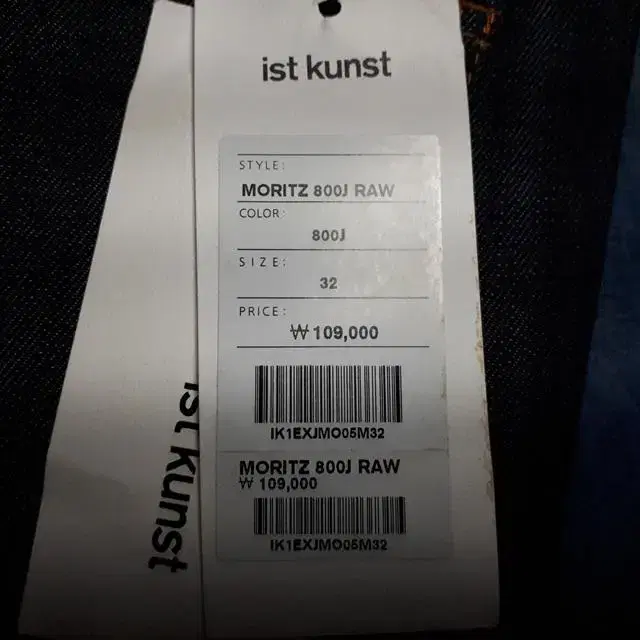 ist kunst
STYLE:
MORITZ 800J RAW
COLOR:
800J
SIZE:
32
PRICE:
₩ 109,000
IK1EXJMO05M32
MORITZ 800J RAW
₩ 109,000
IK1EXJMO05M32
ist kunst